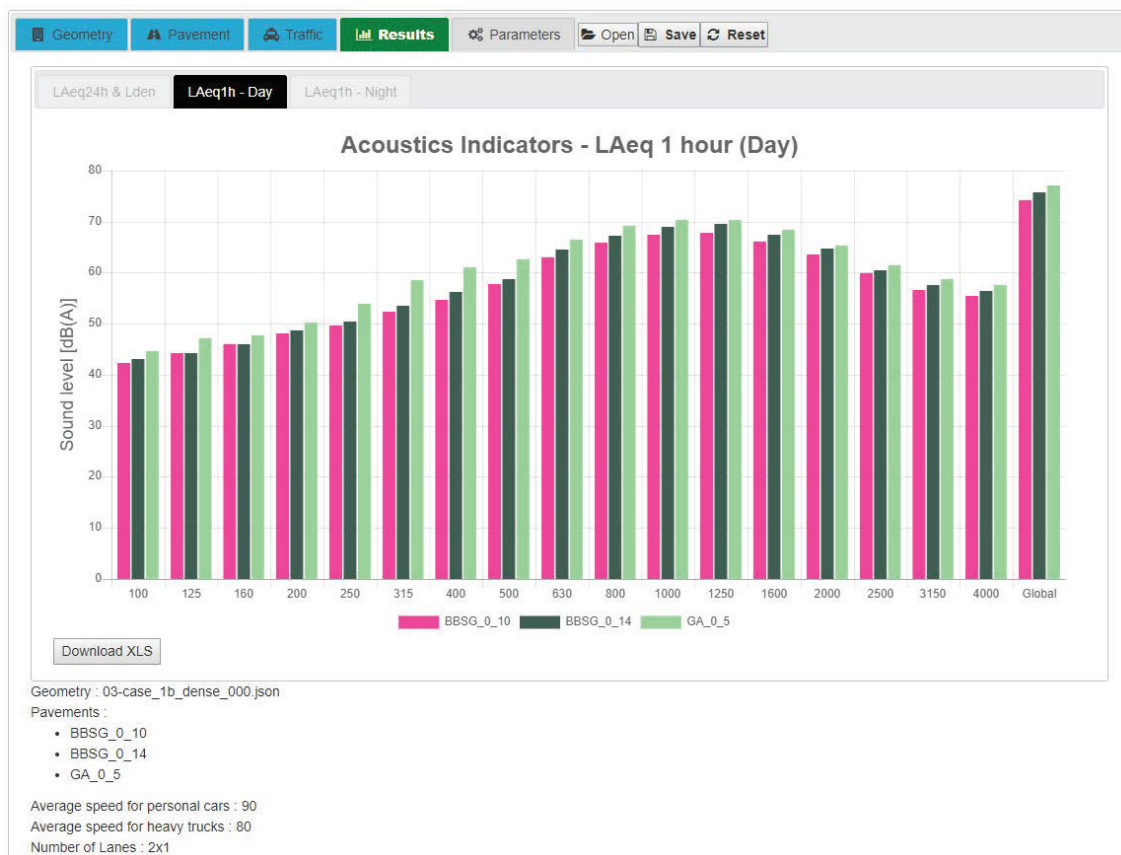 Geometry Pavement Traffic Results Parameters Open Save Reset
LAeq24h & Lden LAeq1h - Day LAeq1h - Night
Acoustics Indicators - LAeq 1 hour (Day)
Sound level [dB(A)]
80
70
60
50
40
30
20
10
0
100 125 160 200 250 315 400 500 630 800 1000 1250 1600 2000 2500 3150 4000 Global
BBSG_0_10 BBSG_0_14 GA_0_5
Download XLS
Geometry : 03-case_1b_dense_000.json
Pavements :
• BBSG_0_10
• BBSG_0_14
• GA_0_5
Average speed for personal cars : 90
Average speed for heavy trucks : 80
Number of Lanes : 2x1